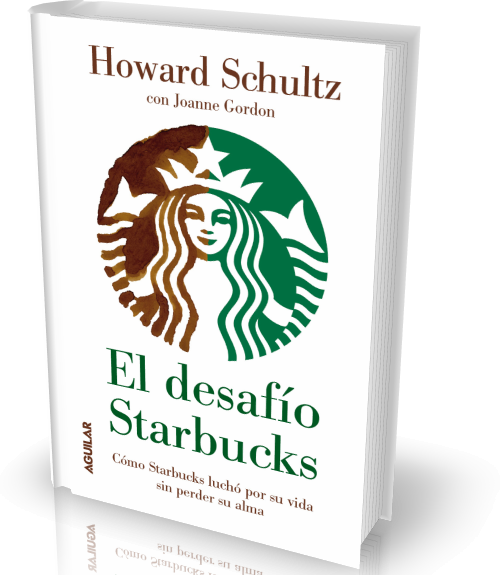 Howard Schultz
con Joanne Gordon
El desafío
Starbucks
AGUILAR
Cómo Starbucks luchó por su vida
sin perder su alma